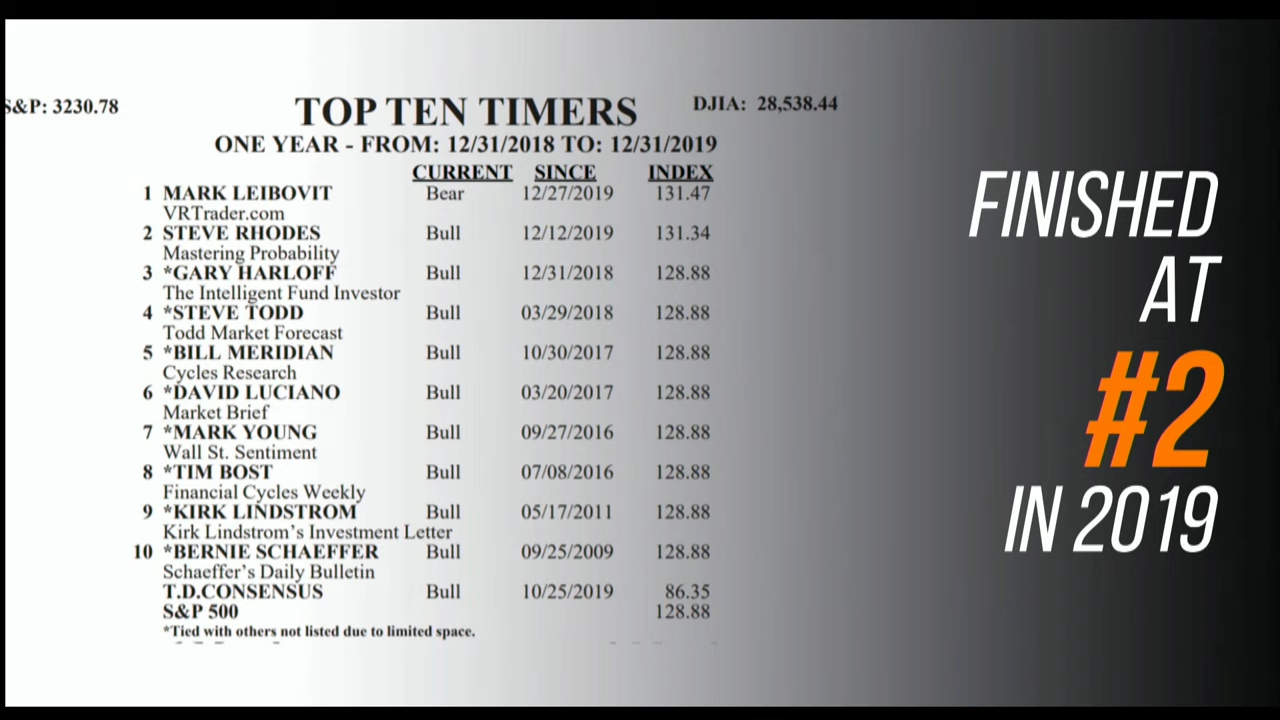 S&P: 3230.78
TOP TEN TIMERS
DJIA: 28,538.44
ONE YEAR - FROM: 12/31/2018 TO: 12/31/2019
CURRENT SINCE INDEX
1 MARK LEIBOVIT Bear 12/27/2019 131.47
VRTrader.com
2 STEVE RHODES Bull 12/12/2019 131.34
Mastering Probability
3 *GARY HARLOFF Bull 12/31/2018 128.88
The Intelligent Fund Investor
4 *STEVE TODD Bull 03/29/2018 128.88
Todd Market Forecast
5 *BILL MERIDIAN Bull 10/30/2017 128.88
Cycles Research
6 *DAVID LUCIANO Bull 03/20/2017 128.88
Market Brief
7 *MARK YOUNG Bull 09/27/2016 128.88
Wall St. Sentiment
8 *TIM BOST Bull 07/08/2016 128.88
Financial Cycles Weekly
9 *KIRK LINDSTROM Bull 05/17/2011 128.88
Kirk Lindstrom's Investment Letter
10 *BERNIE SCHAEFFER Bull 09/25/2009 128.88
Schaeffer's Daily Bulletin
T.D.CONSENSUS Bull 10/25/2019 86.35
S&P 500 128.88
*Tied with others not listed due to limited space.
FINISHED
AT
#2
IN 2019